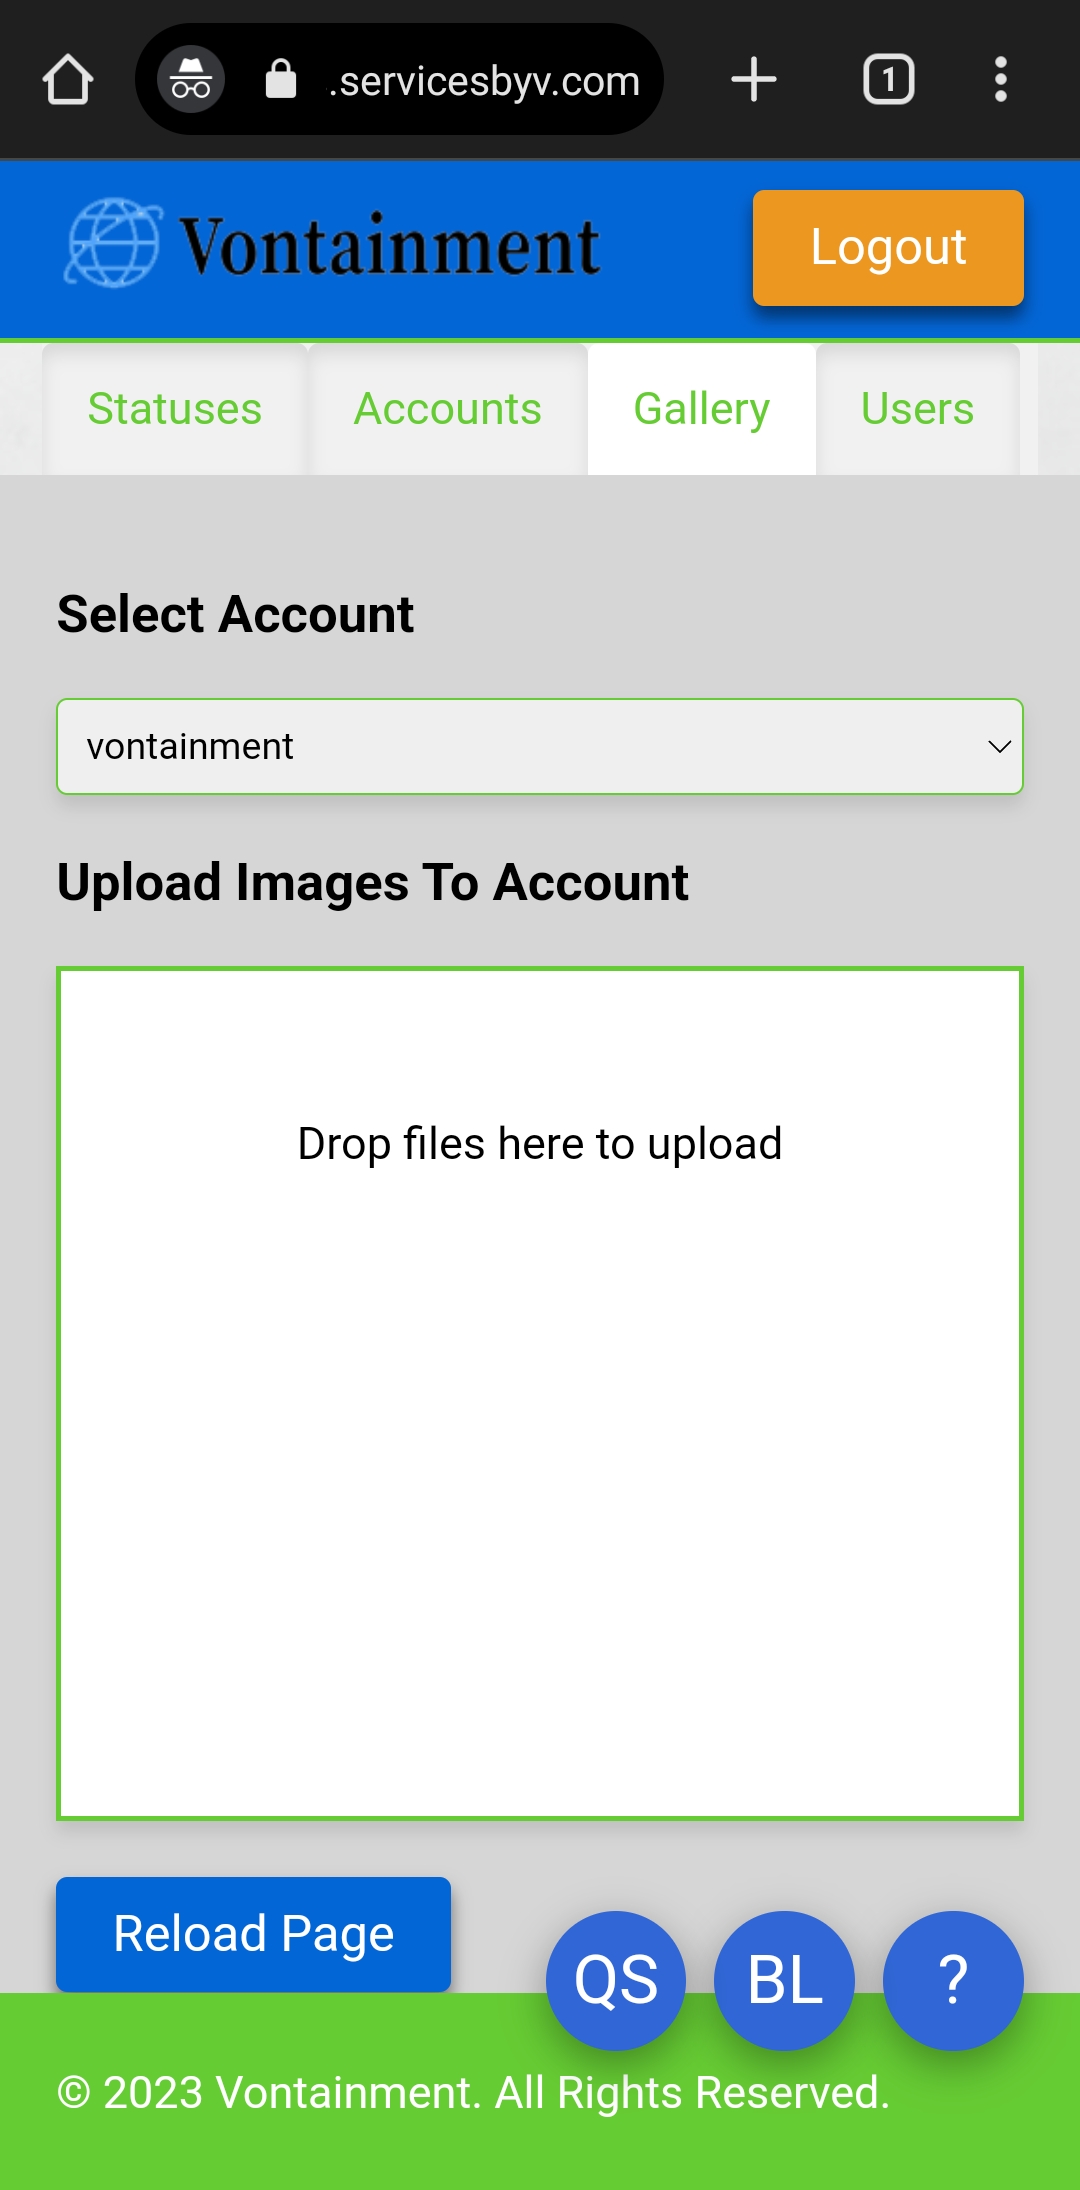 .servicesbyv.com
1
Vontainment
Logout
Statuses Accounts Gallery Users
Select Account
vontainment
Upload Images To Account
Drop files here to upload
Reload Page
QS BL ?
© 2023 Vontainment. All Rights Reserved.